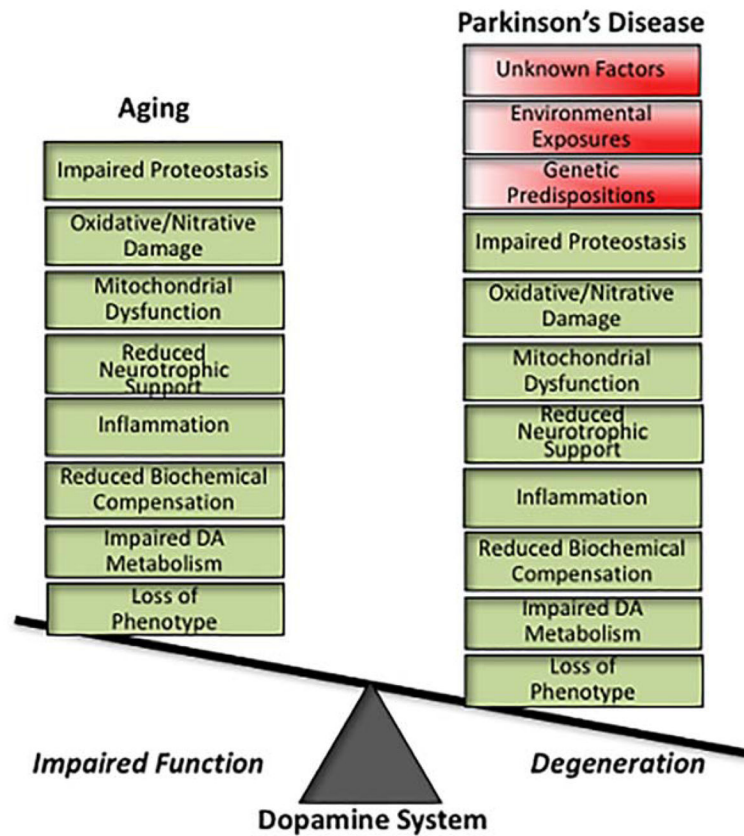 Parkinson's Disease
Unknown Factors
Environmental
Exposures
Genetic
Predispositions
Impaired Proteostasis
Oxidative/Nitrative
Damage
Mitochondrial
Dysfunction
Reduced
Neurotrophic
Support
Inflammation
Reduced Biochemical
Compensation
Impaired DA
Metabolism
Loss of
Phenotype
Aging
Impaired Proteostasis
Oxidative/Nitrative
Damage
Mitochondrial
Dysfunction
Reduced
Neurotrophic
Support
Inflammation
Reduced Biochemical
Compensation
Impaired DA
Metabolism
Loss of
Phenotype
Impaired Function
Degeneration
Dopamine System